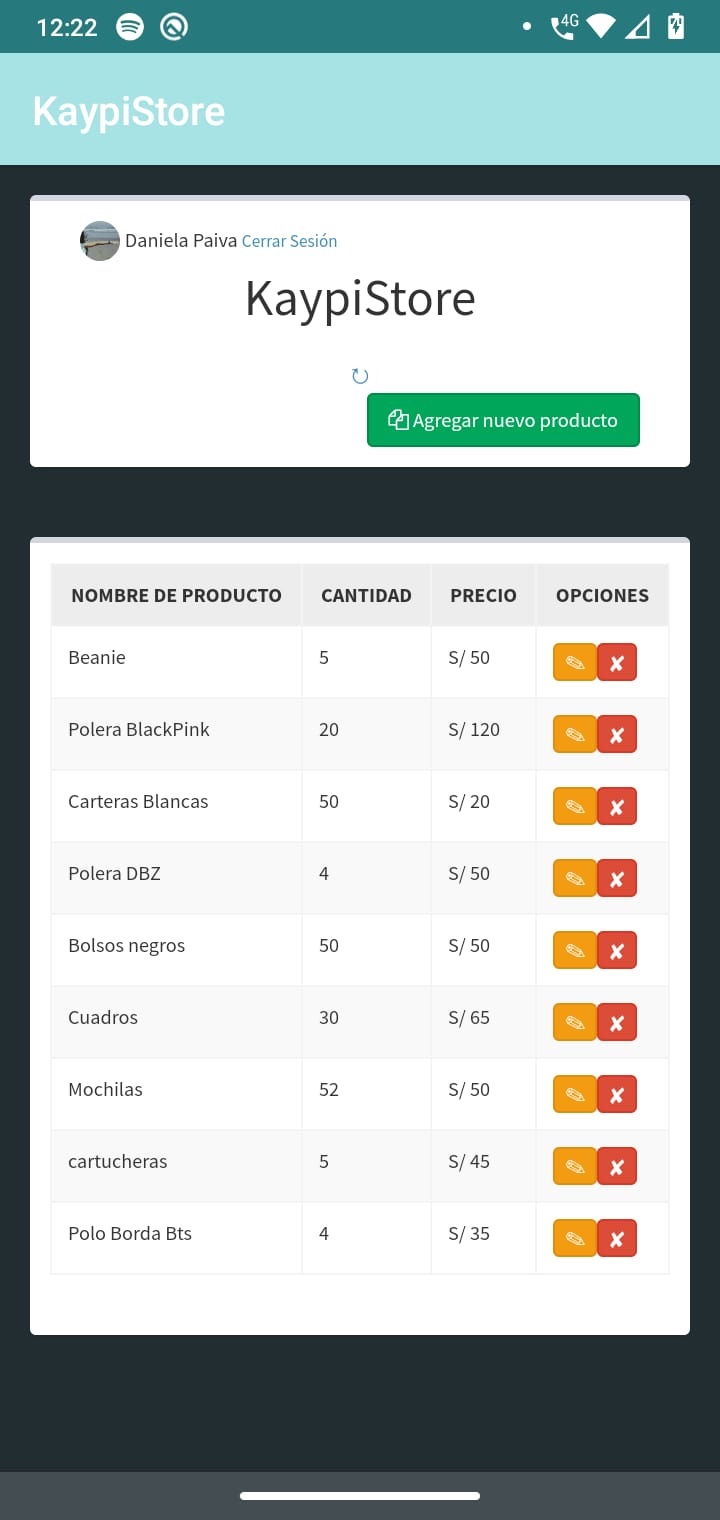 12:22
4G
KaypiStore
Daniela Paiva Cerrar Sesión
KaypiStore
Agregar nuevo producto
NOMBRE DE PRODUCTO CANTIDAD PRECIO OPCIONES
Beanie 5 S/ 50
Polera BlackPink 20 S/ 120
Carteras Blancas 50 S/ 20
Polera DBZ 4 S/ 50
Bolsos negros 50 S/ 50
Cuadros 30 S/ 65
Mochilas 52 S/ 50
cartucheras 5 S/ 45
Polo Borda Bts 4 S/ 35